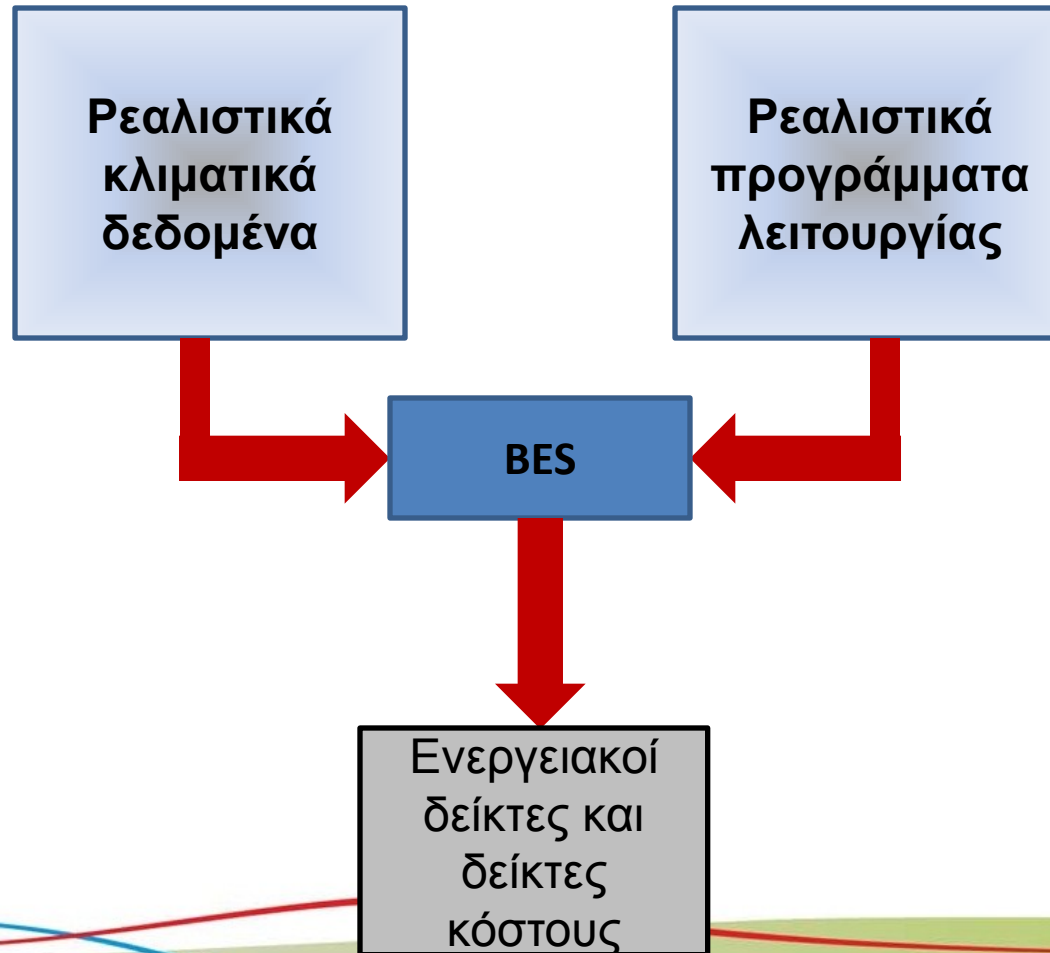 Ρεαλιστικά
κλιματικά
δεδομένα
Ρεαλιστικά
προγράμματα
λειτουργίας
BES
Ενεργειακοί
δείκτες και
δείκτες
κόστους